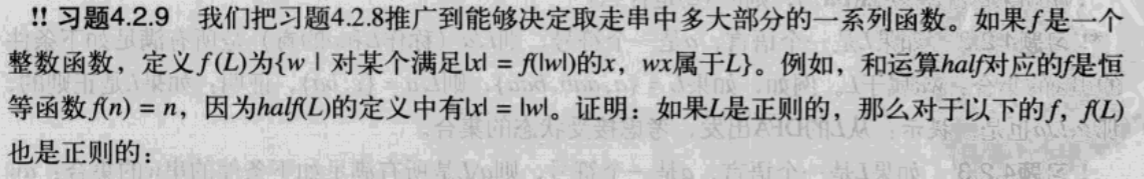 !! 习题4.2.9 我们把习题4.2.8推广到能够决定取走串中多大部分的一系列函数。如果f是一个
整数函数，定义f (L)为{w | 对某个满足|x| = f(|w|)的x，wx属于L}。例如，和运算half对应的f是恒
等函数f(n) = n，因为half(L)的定义中有|x| = |w|。证明：如果L是正则的，那么对于以下的f，f(L)
也是正则的：